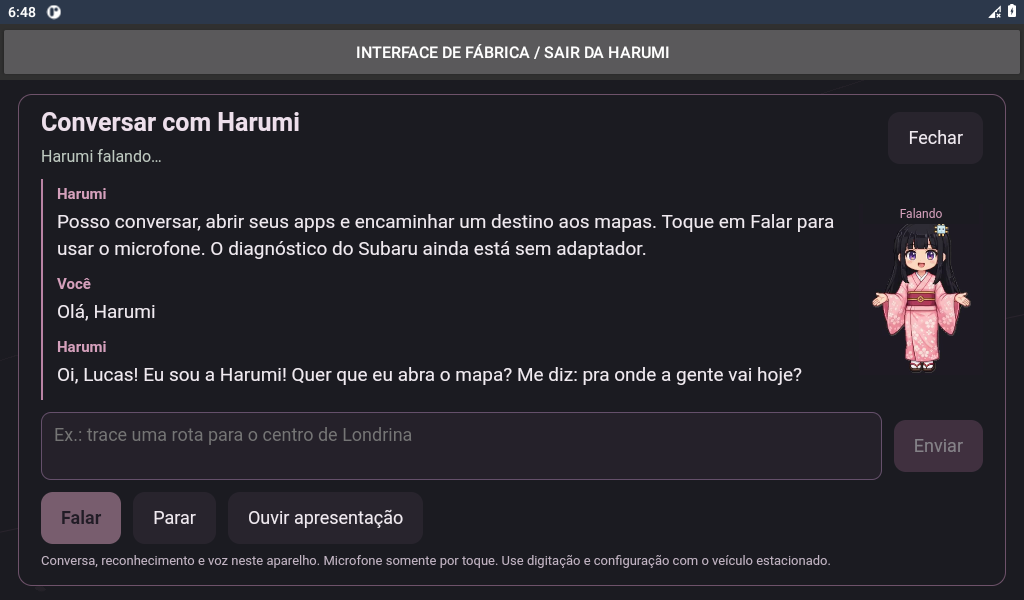 6:48
INTERFACE DE FÁBRICA / SAIR DA HARUMI
Conversar com Harumi
Harumi falando…
Fechar
Harumi
Posso conversar, abrir seus apps e encaminhar um destino aos mapas. Toque em Falar para
usar o microfone. O diagnóstico do Subaru ainda está sem adaptador.
Você
Olá, Harumi
Harumi
Oi, Lucas! Eu sou a Harumi! Quer que eu abra o mapa? Me diz: pra onde a gente vai hoje?
Falando
Ex.: trace uma rota para o centro de Londrina
Enviar
Falar
Parar
Ouvir apresentação
Conversa, reconhecimento e voz neste aparelho. Microfone somente por toque. Use digitação e configuração com o veículo estacionado.